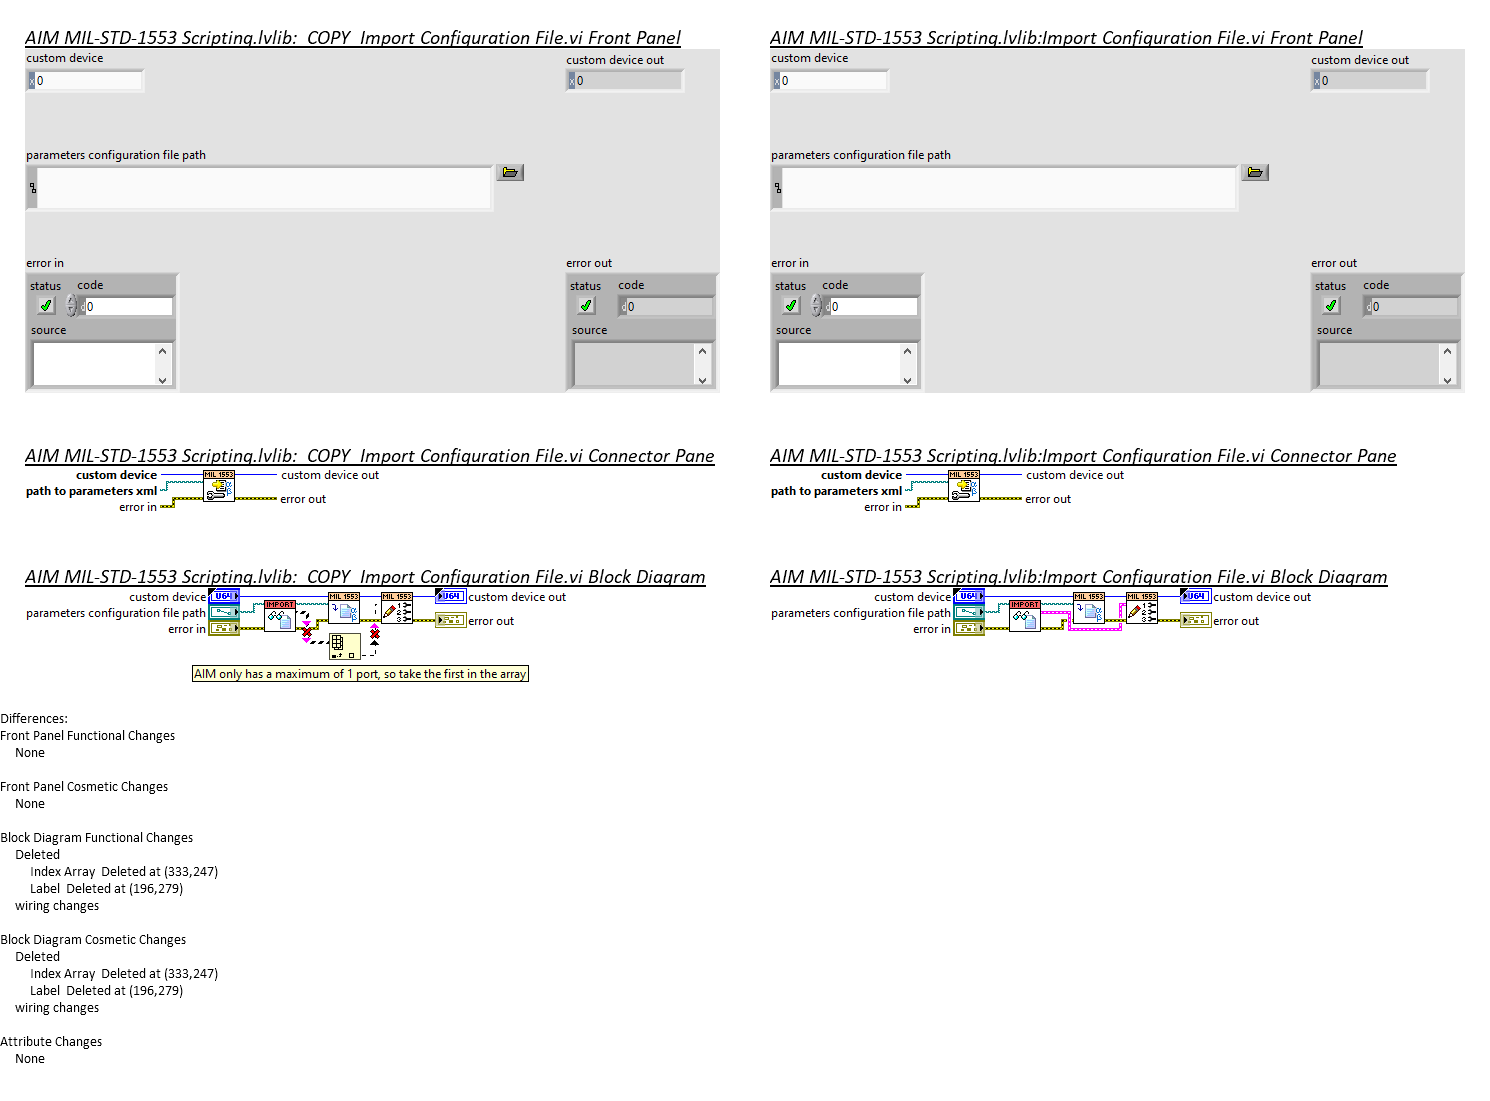 AIM MIL-STD-1553 Scripting.lvlib:  COPY  Import Configuration File.vi Front Panel
custom device
custom device out
x 0
x 0
parameters configuration file path
error in
error out
status code
status code
d 0
d 0
source
source
AIM MIL-STD-1553 Scripting.lvlib:Import Configuration File.vi Front Panel
custom device
custom device out
x 0
x 0
parameters configuration file path
error in
error out
status code
status code
d 0
d 0
source
source
AIM MIL-STD-1553 Scripting.lvlib:  COPY  Import Configuration File.vi Connector Pane
custom device
MIL 1553
custom device out
path to parameters xml
error in
error out
AIM MIL-STD-1553 Scripting.lvlib:Import Configuration File.vi Connector Pane
custom device
MIL 1553
custom device out
path to parameters xml
error in
error out
AIM MIL-STD-1553 Scripting.lvlib:  COPY  Import Configuration File.vi Block Diagram
custom device
U64
MIL 1553
MIL 1553
U64
custom device out
parameters configuration file path
IMPORT
error in
error out
AIM only has a maximum of 1 port, so take the first in the array
AIM MIL-STD-1553 Scripting.lvlib:Import Configuration File.vi Block Diagram
custom device
U64
MIL 1553
MIL 1553
U64
custom device out
parameters configuration file path
IMPORT
error in
error out
Differences:
Front Panel Functional Changes
None
Front Panel Cosmetic Changes
None
Block Diagram Functional Changes
Deleted
Index Array  Deleted at (333,247)
Label  Deleted at (196,279)
wiring changes
Block Diagram Cosmetic Changes
Deleted
Index Array  Deleted at (333,247)
Label  Deleted at (196,279)
wiring changes
Attribute Changes
None